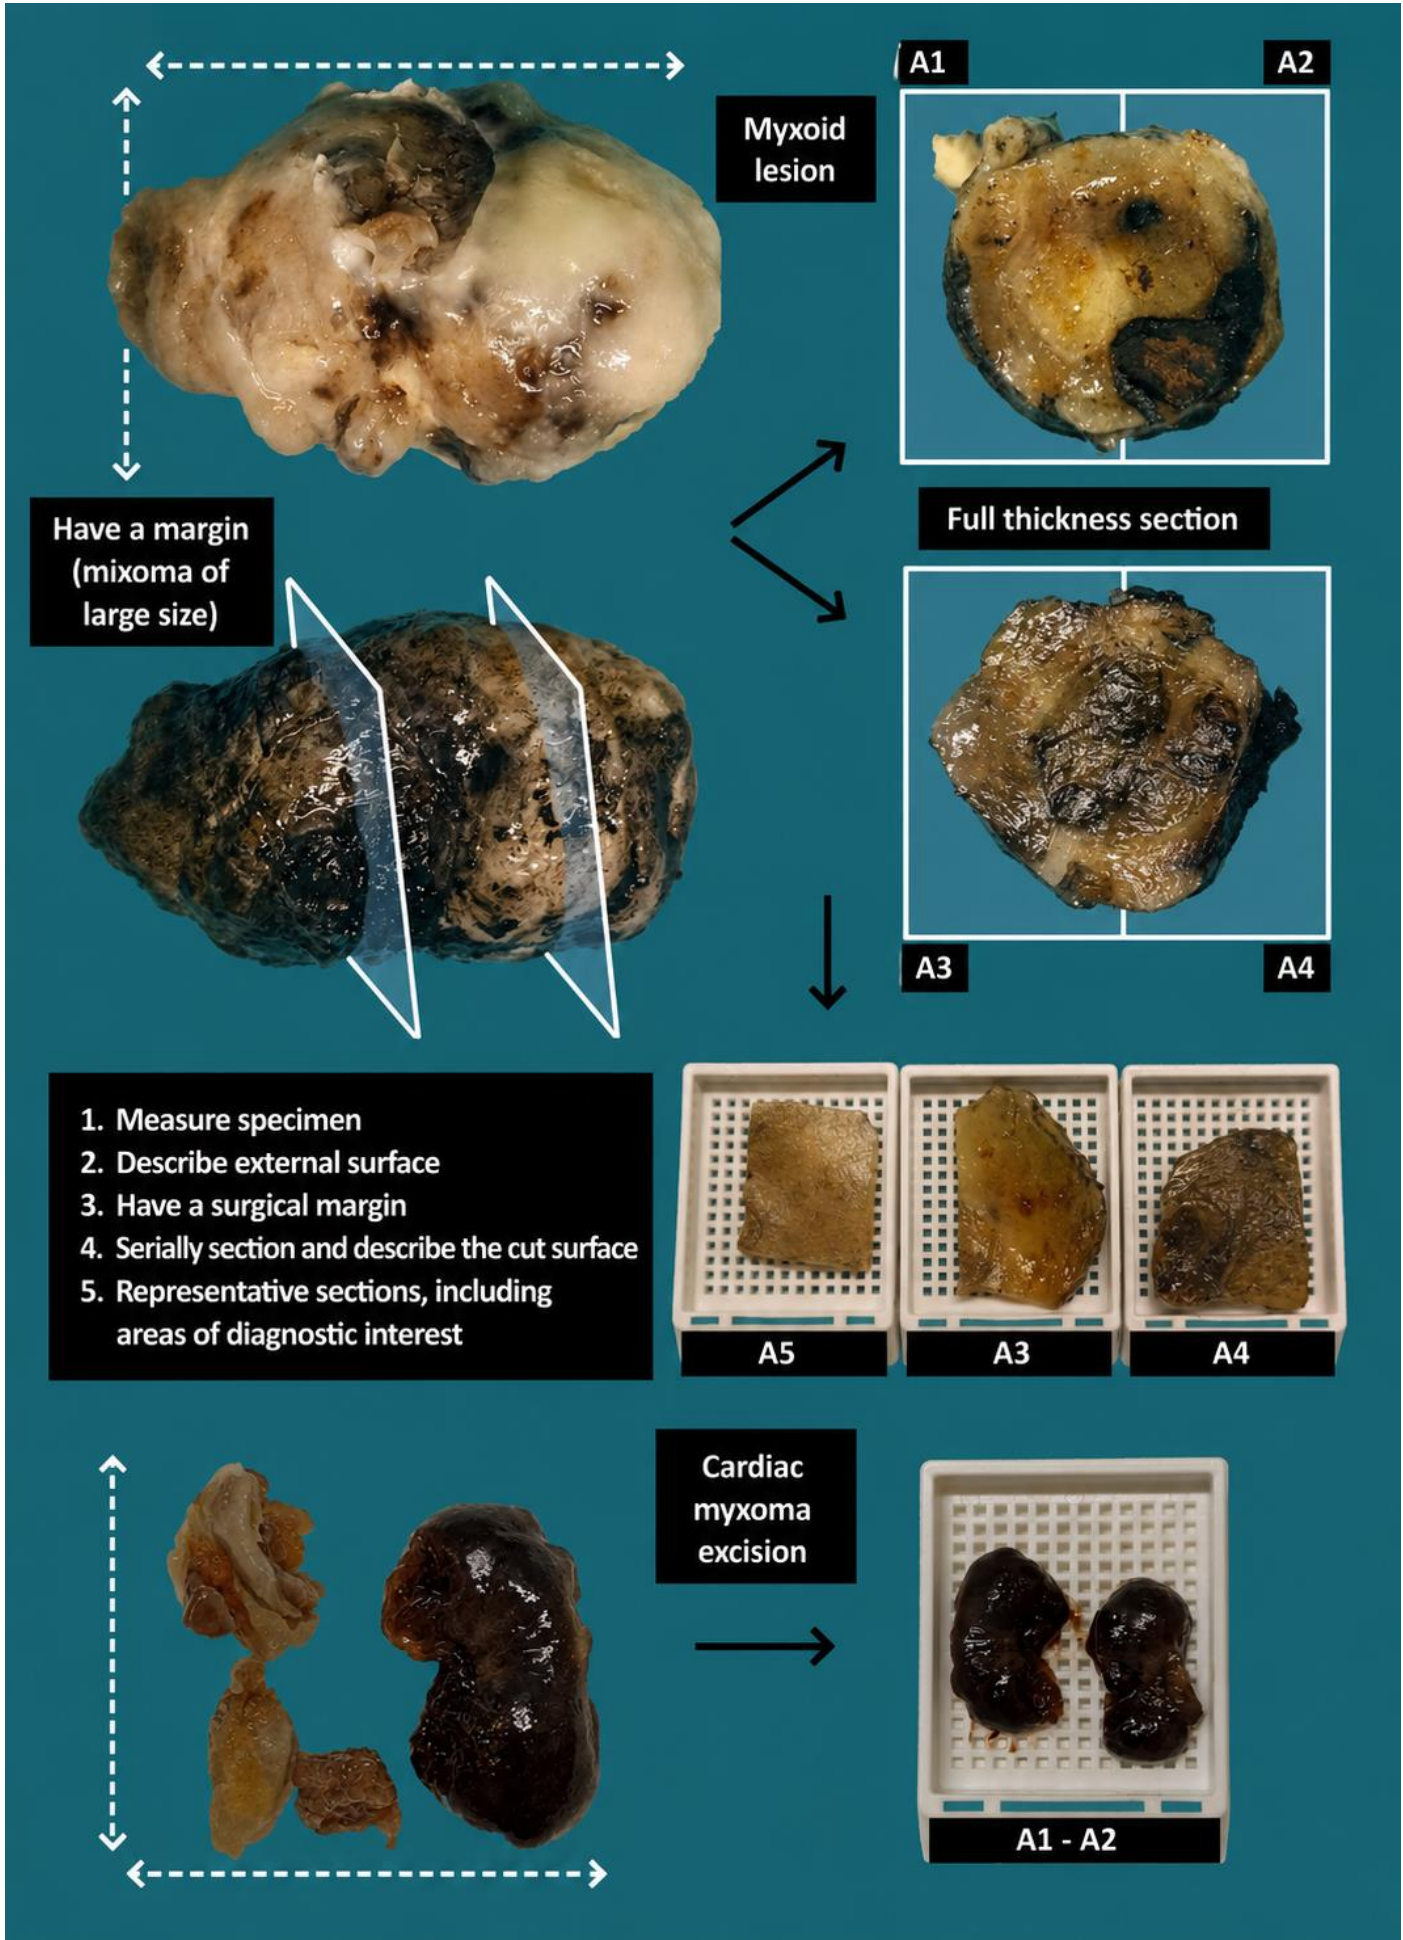 A1
A2
Myxoid
lesion
Have a margin
(mixoma of
large size)
Full thickness section
A3
A4
1. Measure specimen
2. Describe external surface
3. Have a surgical margin
4. Serially section and describe the cut surface
5. Representative sections, including
areas of diagnostic interest
A5
A3
A4
Cardiac
myxoma
excision
A1 - A2